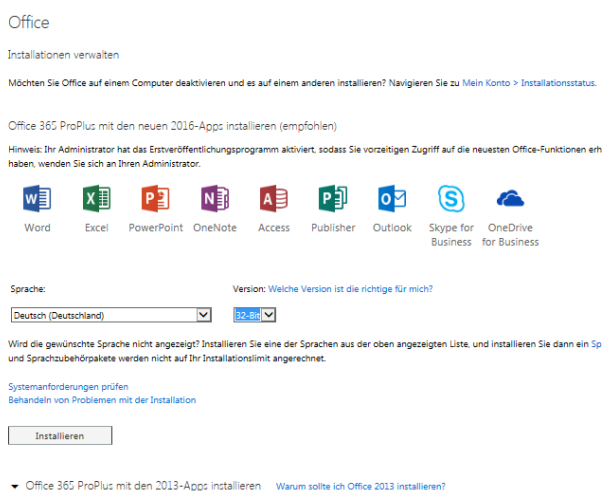 Office
Installationen verwalten
Möchten Sie Office auf einem Computer deaktivieren und es auf einem anderen installieren? Navigieren Sie zu Mein Konto > Installationsstatus.
Office 365 ProPlus mit den neuen 2016-Apps installieren (empfohlen)
Hinweis: Ihr Administrator hat das Erstveröffentlichungsprogramm aktiviert, sodass Sie vorzeitigen Zugriff auf die neuesten Office-Funktionen erh
haben, wenden Sie sich an Ihren Administrator.
W X P N A P O S
Word Excel PowerPoint OneNote Access Publisher Outlook Skype for OneDrive
Business for Business
Sprache: Version: Welche Version ist die richtige für mich?
Deutsch (Deutschland) 32-Bit
Wird die gewünschte Sprache nicht angezeigt? Installieren Sie eine der Sprachen aus der oben angezeigten Liste, und installieren Sie dann ein Sp
und Sprachzubehörpakete werden nicht auf Ihr Installationslimit angerechnet.
Systemanforderungen prüfen
Behandeln von Problemen mit der Installation
Installieren
Office 365 ProPlus mit den 2013-Apps installieren Warum sollte ich Office 2013 installieren?